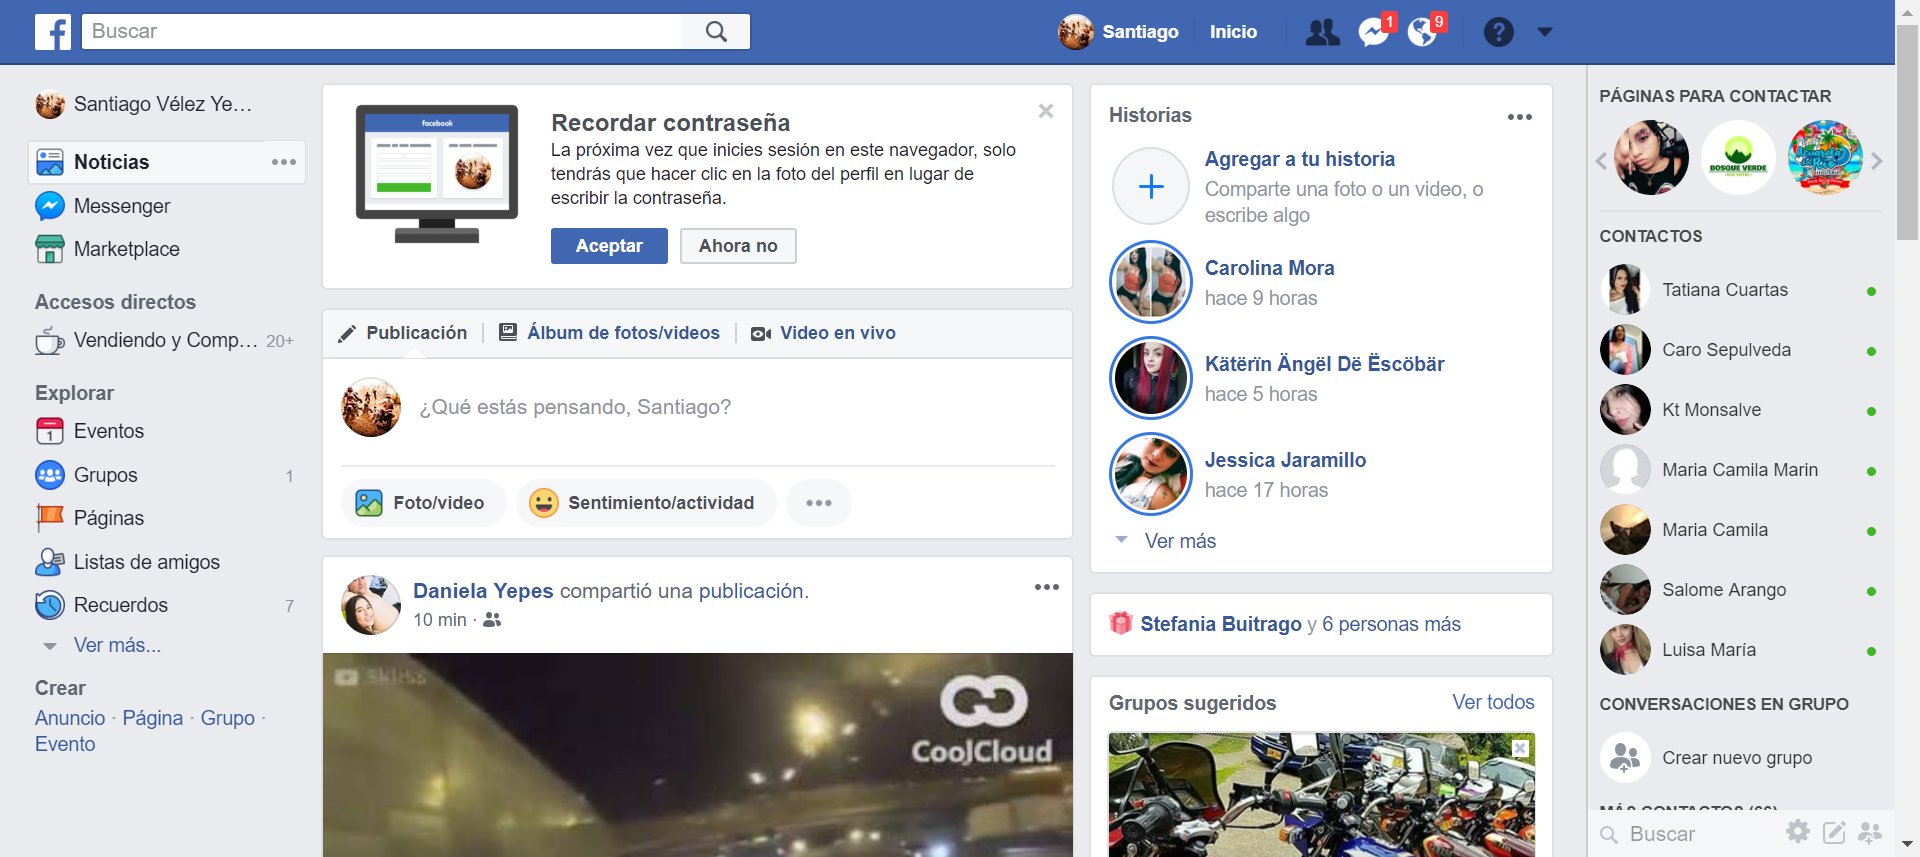 Buscar
Santiago
Inicio
1
9
Santiago Vélez Ye...
Noticias
Messenger
Marketplace
Accesos directos
Vendiendo y Comp... 20+
Explorar
1
Eventos
Grupos 1
Páginas
Listas de amigos
Recuerdos 7
Ver más...
Crear
Anuncio · Página · Grupo ·
Evento
facebook
Recordar contraseña
La próxima vez que inicies sesión en este navegador, solo
tendrás que hacer clic en la foto del perfil en lugar de
escribir la contraseña.
Aceptar
Ahora no
Publicación
Álbum de fotos/videos
Video en vivo
¿Qué estás pensando, Santiago?
Foto/video
Sentimiento/actividad
Daniela Yepes compartió una publicación.
10 min ·
CoolCloud
Historias
Agregar a tu historia
Comparte una foto o un video, o
escribe algo
Carolina Mora
hace 9 horas
Kätërïn Ängël Dë Ëscöbär
hace 5 horas
Jessica Jaramillo
hace 17 horas
Ver más
Stefania Buitrago y 6 personas más
Grupos sugeridos
Ver todos
PÁGINAS PARA CONTACTAR
BOSQUE VERDE
CONTACTOS
Tatiana Cuartas
Caro Sepulveda
Kt Monsalve
Maria Camila Marin
Maria Camila
Salome Arango
Luisa María
CONVERSACIONES EN GRUPO
Crear nuevo grupo
MÁS CONTACTOS (66)
Buscar